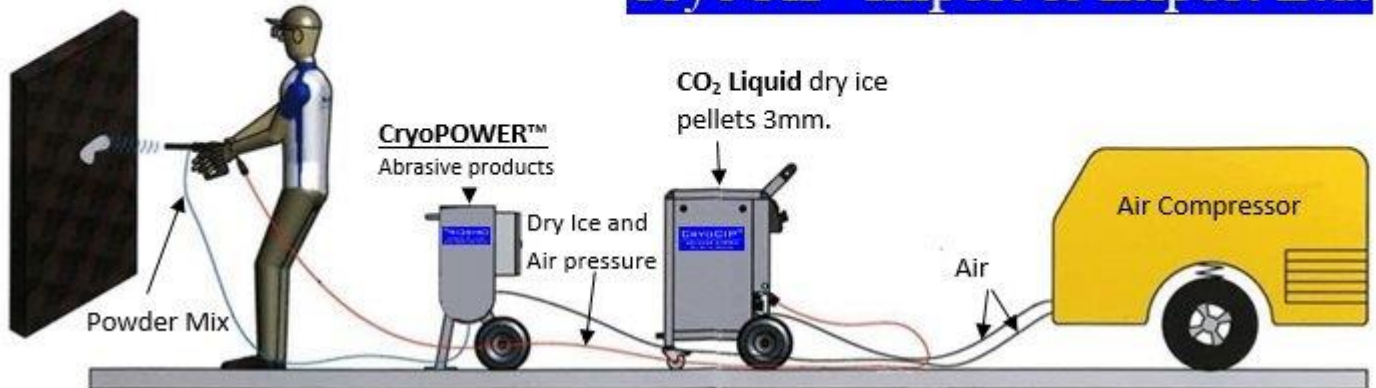 CO₂ Liquid dry ice
pellets 3mm.
CryoPOWER™
Abrasive products
Dry Ice and
Air pressure
Air Compressor
Air
Powder Mix
CRYOCIP